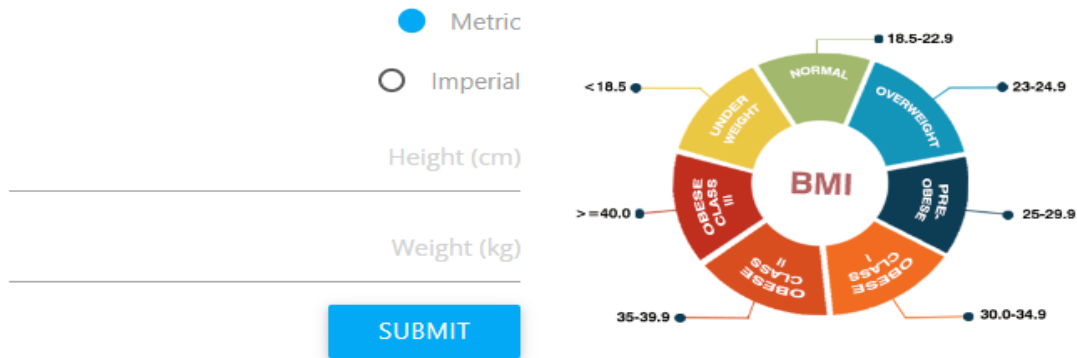 Metric
Imperial
Height (cm)
Weight (kg)
SUBMIT
BMI
NORMAL
18.5-22.9
OVERWEIGHT
23-24.9
PRE-
OBESE
25-29.9
OBESE
CLASS
I
30.0-34.9
OBESE
CLASS
II
35-39.9
OBESE
CLASS
III
>=40.0
UNDER
WEIGHT
<18.5